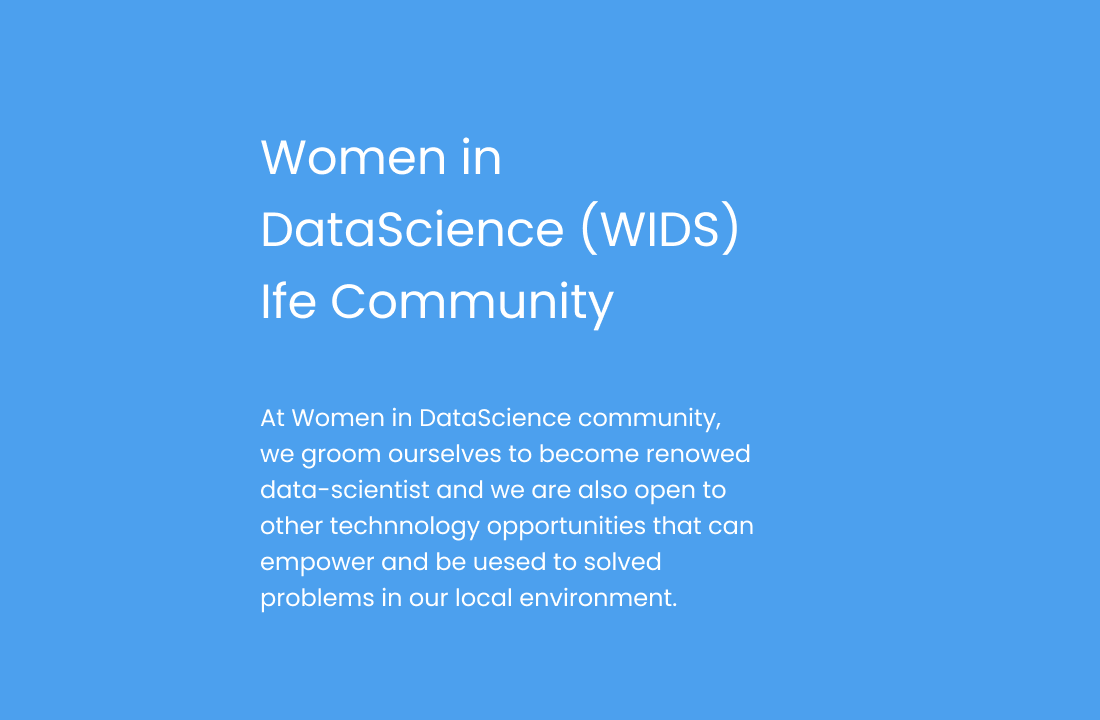 Women in
DataScience (WIDS)
Ife Community
At Women in DataScience community,
we groom ourselves to become renowed
data-scientist and we are also open to
other technnology opportunities that can
empower and be uesed to solved
problems in our local environment.